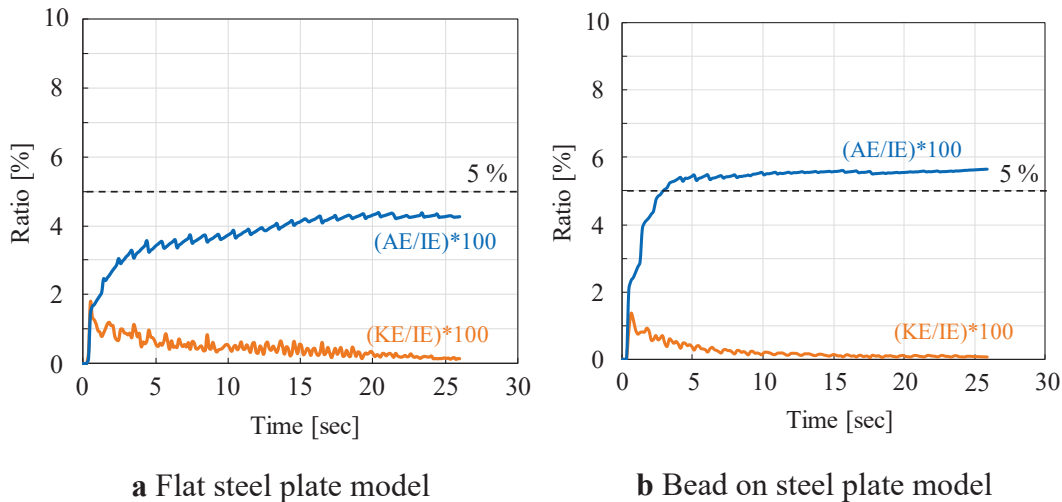 10
8
6
4
2
0
Ratio [%]
5 %
(AE/IE)*100
(KE/IE)*100
0 5 10 15 20 25 30
Time [sec]
a Flat steel plate model
10
8
6
4
2
0
Ratio [%]
(AE/IE)*100
5 %
(KE/IE)*100
0 5 10 15 20 25 30
Time [sec]
b Bead on steel plate model